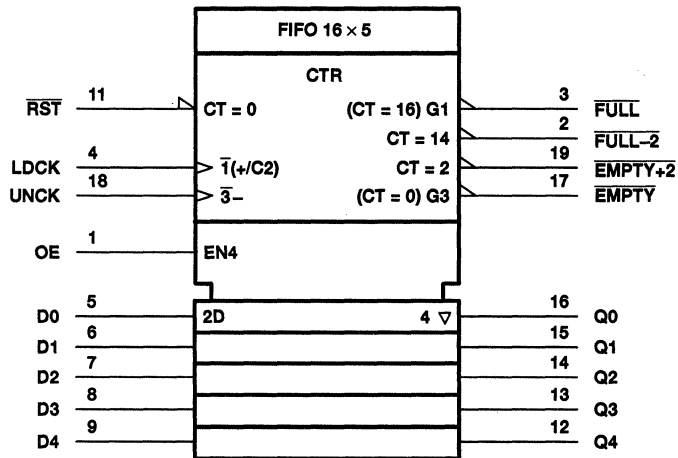 FIFO 16 × 5
CTR
RST 11 CT = 0 (CT = 16) G1 3 FULL
CT = 14 2 FULL–2
LDCK 4 1(+/C2) CT = 2 19 EMPTY+2
UNCK 18 3– (CT = 0) G3 17 EMPTY
OE 1 EN4
D0 5 2D 4 ▽ 16 Q0
D1 6 15 Q1
D2 7 14 Q2
D3 8 13 Q3
D4 9 12 Q4